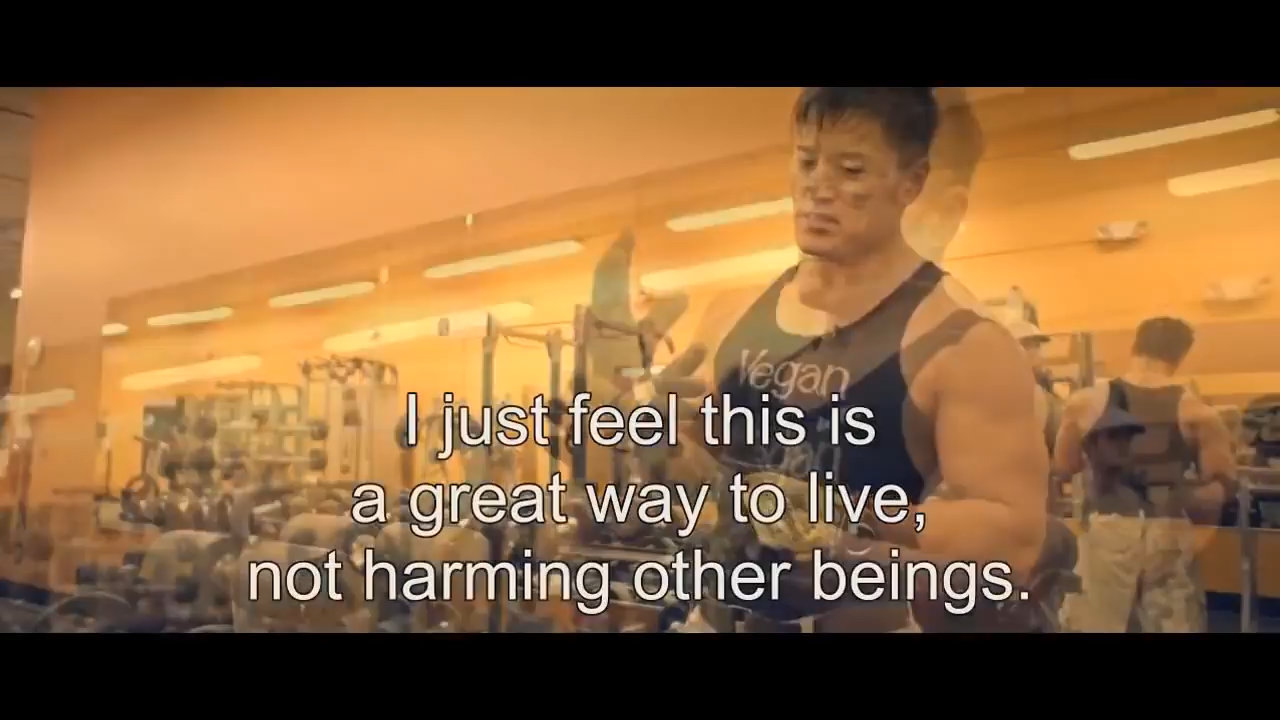 Vegan
I just feel this is
a great way to live,
not harming other beings.